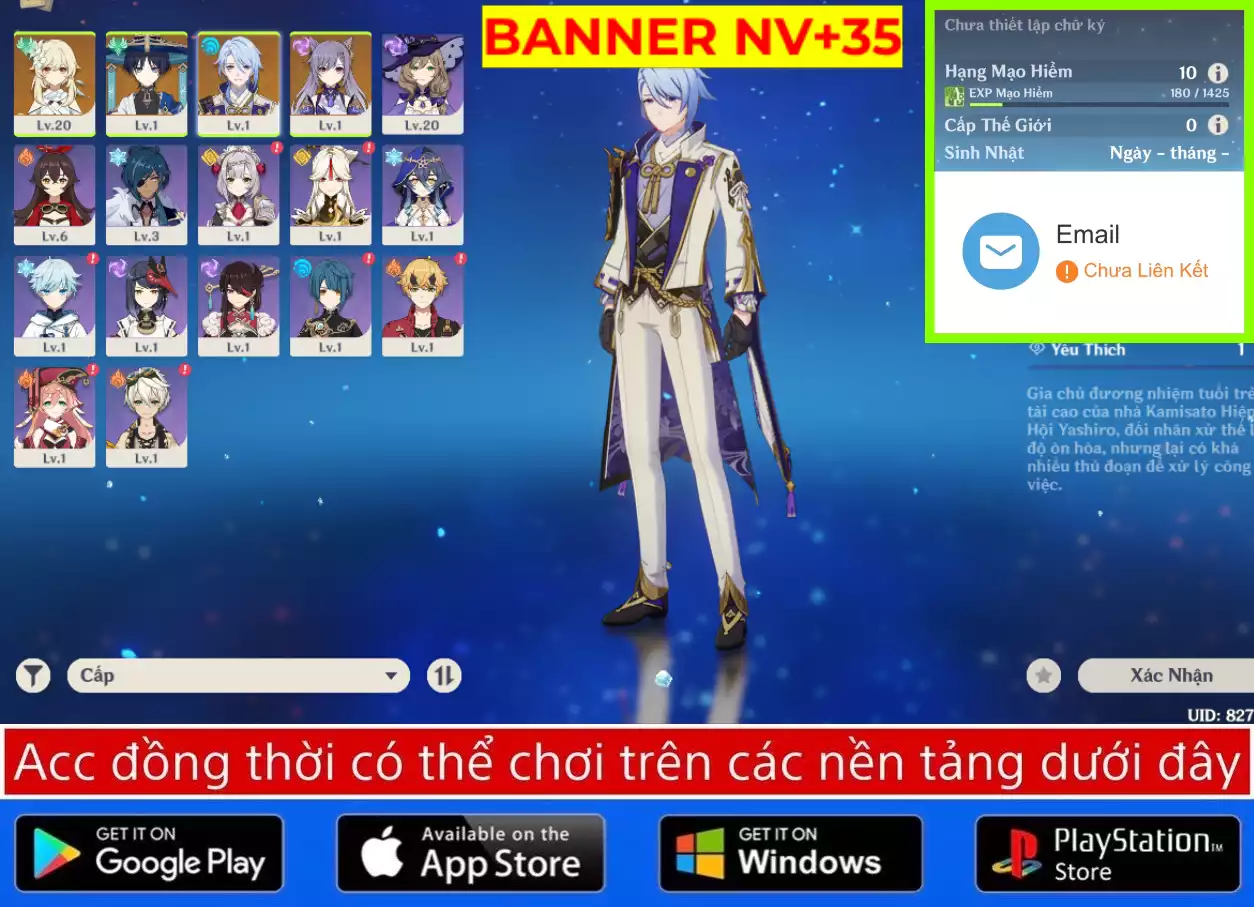 BANNER NV+35
Chưa thiết lập chữ ký
Hạng Mạo Hiểm 10
EXP Mạo Hiểm 180 / 1425
Cấp Thế Giới 0
Sinh Nhật Ngày - tháng -
Email
Chưa Liên Kết
Lv.20 Lv.1 Lv.1 Lv.1 Lv.20
Lv.6 Lv.3 Lv.1 Lv.1 Lv.1
Lv.1 Lv.1 Lv.1 Lv.1 Lv.1
Lv.1 Lv.1
Yêu Thích 1
Gia chủ đương nhiệm tuổi trẻ
tài cao của nhà Kamisato Hiệp
Hội Yashiro, đối nhân xử thế
độ ôn hòa, nhưng lại có khá
nhiều thủ đoạn để xử lý công
việc.
Cấp
Xác Nhận
UID: 827
Acc đồng thời có thể chơi trên các nền tảng dưới đây
GET IT ON
Google Play
Available on the
App Store
GET IT ON
Windows
PlayStation™
Store